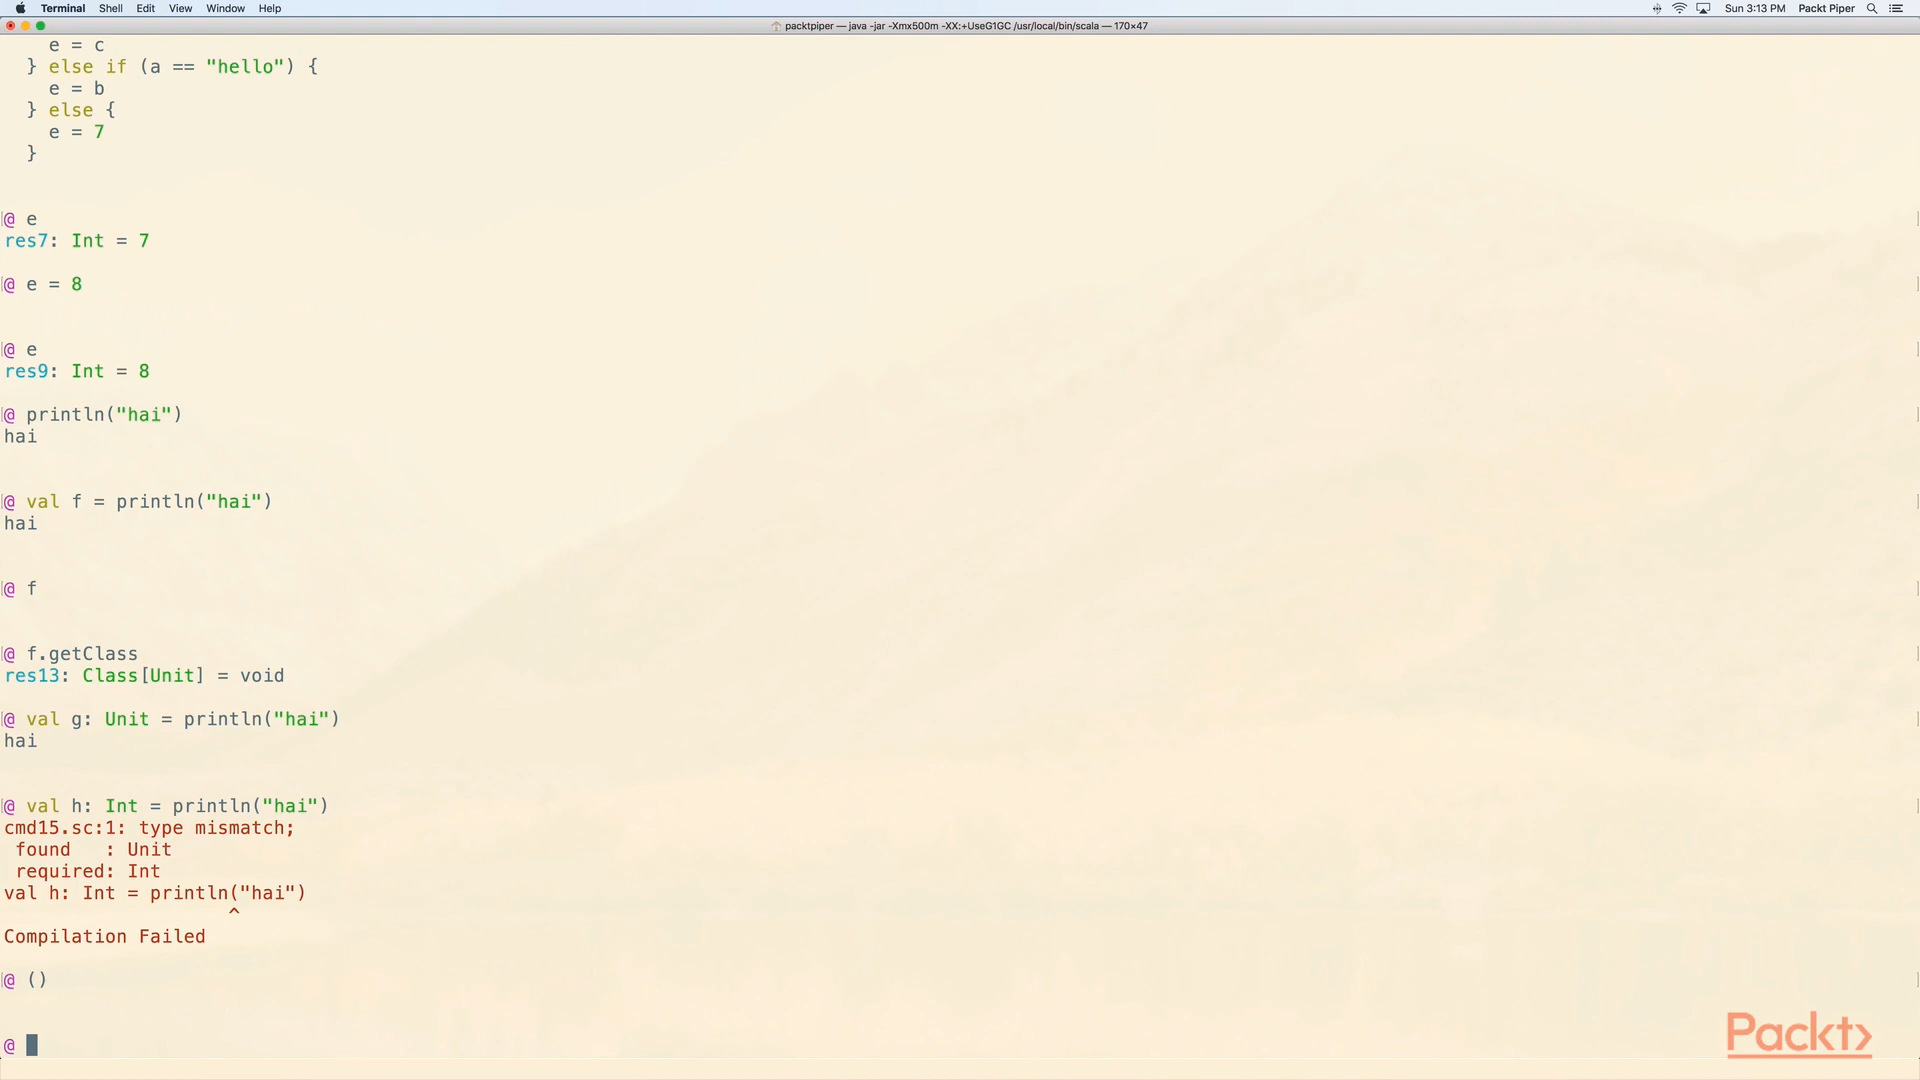 Terminal Shell Edit View Window Help Sun 3:13 PM Packt Piper
packtpiper — java -jar -Xmx500m -XX:+UseG1GC /usr/local/bin/scala — 170×47
e = c
} else if (a == "hello") {
e = b
} else {
e = 7
}
@ e
res7: Int = 7
@ e = 8
@ e
res9: Int = 8
@ println("hai")
hai
@ val f = println("hai")
hai
@ f
@ f.getClass
res13: Class[Unit] = void
@ val g: Unit = println("hai")
hai
@ val h: Int = println("hai")
cmd15.sc:1: type mismatch;
found   : Unit
required: Int
val h: Int = println("hai")
^
Compilation Failed
@ ()
@
Packt>